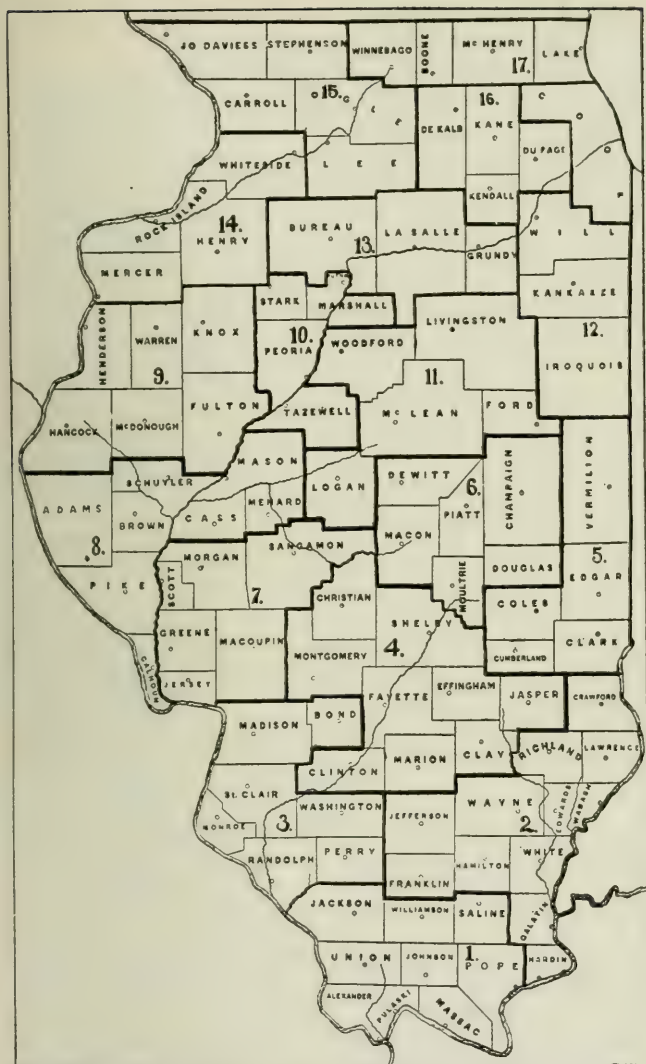 JO DAVIESS STEPHENSON WINNEBAGO BOONE McHENRY LAKE
17.
CARROLL 15. OGLE 16. COOK
DE KALB KANE
DU PAGE
WHITESIDE LEE
KENDALL
ROCK ISLAND 14. BUREAU LASALLE WILL
HENRY 13. GRUNDY
MERCER KANKAKEE
STARK MARSHALL
HENDERSON WARREN KNOX 10. LIVINGSTON
PEORIA WOODFORD 12.
9. 11. IROQUOIS
FULTON TAZEWELL McLEAN FORD
HANCOCK McDONOUGH
MASON
SCHUYLER LOGAN DEWITT 6. CHAMPAIGN VERMILION
ADAMS BROWN CASS MENARD PIATT
MACON
8. SANGAMON 5.
MORGAN DOUGLAS EDGAR
PIKE SCOTT 7. MOULTRIE
CHRISTIAN COLES
SHELBY
GREENE MACOUPIN 4. CLARK
CALHOUN MONTGOMERY CUMBERLAND
JERSEY EFFINGHAM
FAYETTE JASPER CRAWFORD
MADISON BOND
RICHLAND LAWRENCE
CLINTON MARION CLAY
St. CLAIR WAYNE EDWARDS WABASH
WASHINGTON JEFFERSON 2.
MONROE 3.
PERRY WHITE
RANDOLPH HAMILTON
FRANKLIN
JACKSON WILLIAMSON SALINE GALATIN
1.
UNION JOHNSON POPE HARDIN
ALEXANDER PULASKI MASSAC